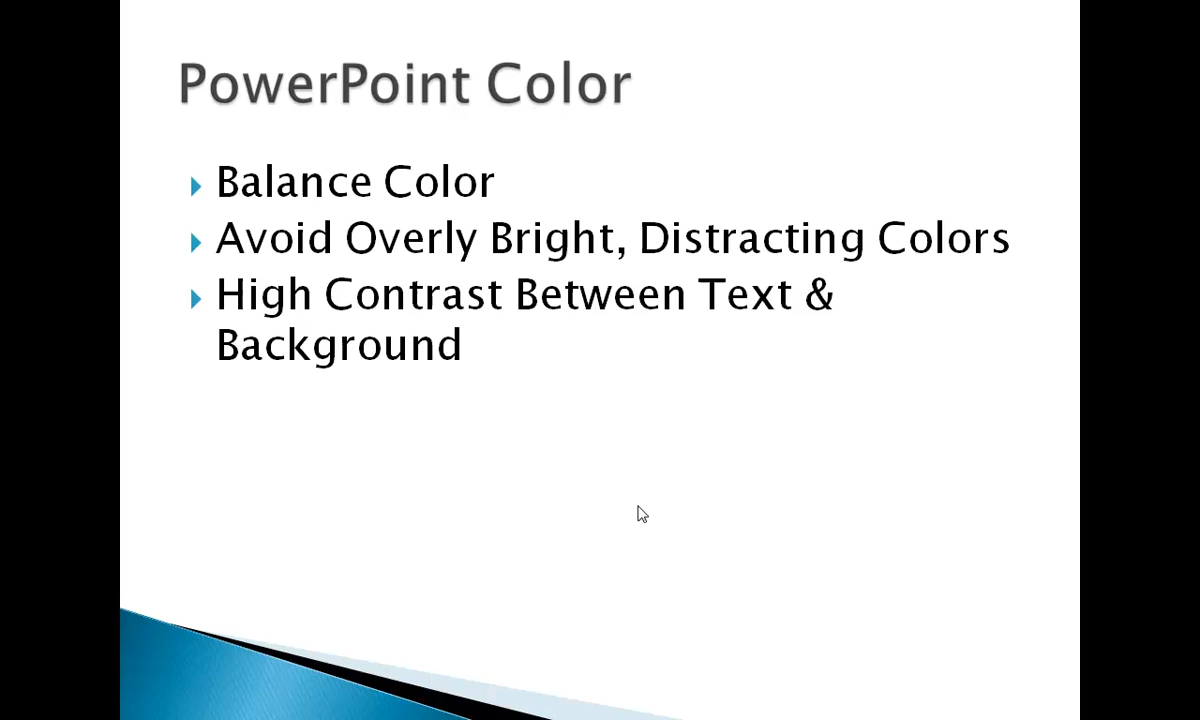 PowerPoint Color
Balance Color
Avoid Overly Bright, Distracting Colors
High Contrast Between Text &
Background